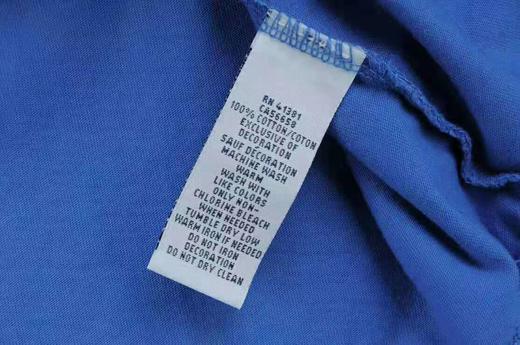 RN 41381
CA56658
100% COTTON/COTON
EXCLUSIVE OF
DECORATION
SAUF DÉCORATION
MACHINE WASH
WARM
WASH WITH
LIKE COLORS
ONLY NON-
CHLORINE BLEACH
WHEN NEEDED
TUMBLE DRY LOW
WARM IRON IF NEEDED
DO NOT IRON
DECORATION
DO NOT DRY CLEAN